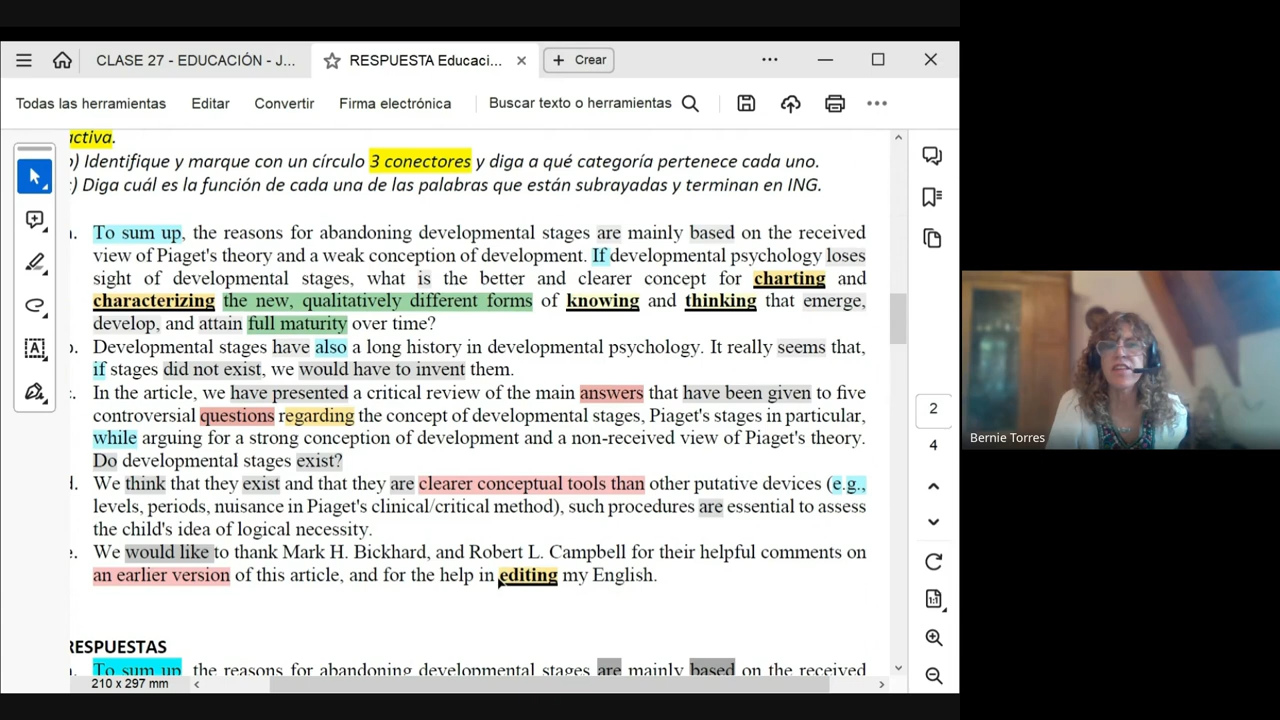 CLASE 27 - EDUCACIÓN - J...
RESPUESTA Educaci...
Crear
Todas las herramientas
Editar
Convertir
Firma electrónica
Buscar texto o herramientas
activa.
) Identifique y marque con un círculo 3 conectores y diga a qué categoría pertenece cada uno.
) Diga cuál es la función de cada una de las palabras que están subrayadas y terminan en ING.
. To sum up, the reasons for abandoning developmental stages are mainly based on the received
view of Piaget's theory and a weak conception of development. If developmental psychology loses
sight of developmental stages, what is the better and clearer concept for charting and
characterizing the new, qualitatively different forms of knowing and thinking that emerge,
develop, and attain full maturity over time?
. Developmental stages have also a long history in developmental psychology. It really seems that,
if stages did not exist, we would have to invent them.
. In the article, we have presented a critical review of the main answers that have been given to five
controversial questions regarding the concept of developmental stages, Piaget's stages in particular,
while arguing for a strong conception of development and a non-received view of Piaget's theory.
Do developmental stages exist?
. We think that they exist and that they are clearer conceptual tools than other putative devices (e.g.,
levels, periods, nuisance in Piaget's clinical/critical method), such procedures are essential to assess
the child's idea of logical necessity.
. We would like to thank Mark H. Bickhard, and Robert L. Campbell for their helpful comments on
an earlier version of this article, and for the help in editing my English.
RESPUESTAS
To sum up, the reasons for abandoning developmental stages are mainly based on the received
210 x 297 mm
2
4
1:1
Bernie Torres